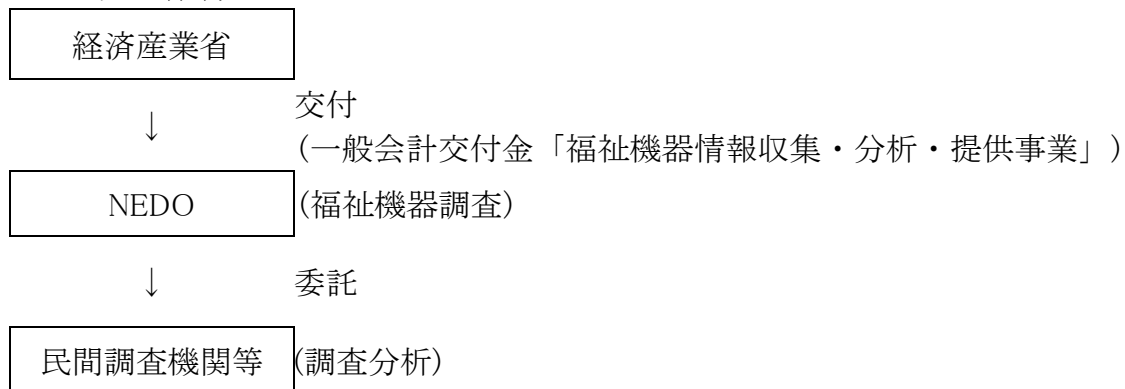 経済産業省
↓
交付
(一般会計交付金「福祉機器情報収集・分析・提供事業」)
NEDO (福祉機器調査)
↓ 委託
民間調査機関等 (調査分析)